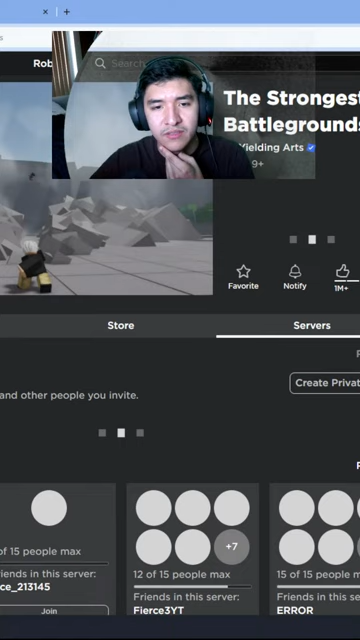 Search
The Strongest
Battlegrounds
Yielding Arts
9+
Favorite
Notify
1M+
Store
Servers
Create Privat
and other people you invite.
+7
of 15 people max
12 of 15 people max
15 of 15 people m
riends in this server:
ce_213145
Friends in this server:
Fierce3YT
Friends in this
ERROR
Join